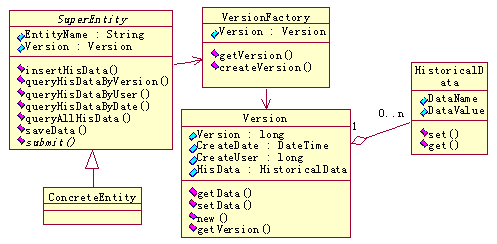 SuperEntity
EntityName : String
Version : Version
insertHisData()
queryHisDataByVersion()
queryHisDataByUser()
queryHisDataByDate()
queryAllHisData()
saveData()
submit()
ConcreteEntity
VersionFactory
Version : Version
getVersion()
createVersion()
Version
Version : long
CreateDate : DateTime
CreateUser : long
HisData : HistoricalData
getData()
setData()
new()
getVersion()
1
0..n
HistoricalD
ata
DataName
DataValue
set()
get()